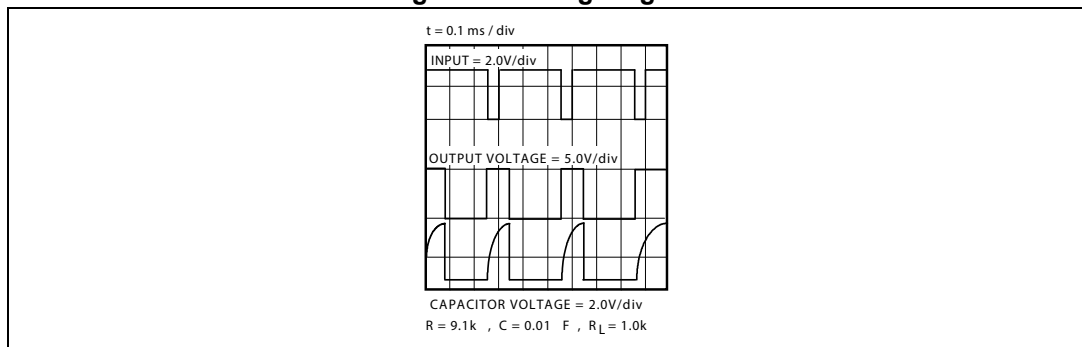 t = 0.1 ms / div
INPUT = 2.0V/div
OUTPUT VOLTAGE = 5.0V/div
CAPACITOR VOLTAGE = 2.0V/div
R = 9.1k , C = 0.01 F , RL = 1.0k